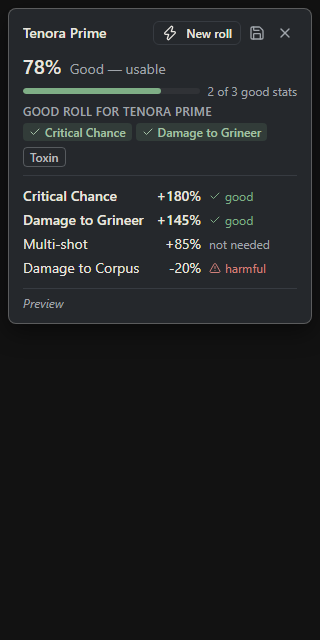 Tenora Prime New roll
78% Good — usable
2 of 3 good stats
GOOD ROLL FOR TENORA PRIME
Critical Chance Damage to Grineer
Toxin
Critical Chance +180% good
Damage to Grineer +145% good
Multi-shot +85% not needed
Damage to Corpus -20% harmful
Preview